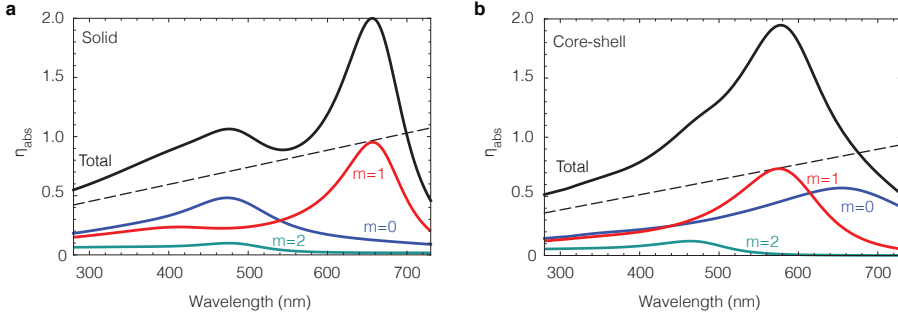 a
Solid
2.0
1.5
1.0
0.5
0
η_abs
Total
m=1
m=0
m=2
300 400 500 600 700
Wavelength (nm)
b
Core-shell
2.0
1.5
1.0
0.5
0
η_abs
Total
m=1
m=0
m=2
300 400 500 600 700
Wavelength (nm)